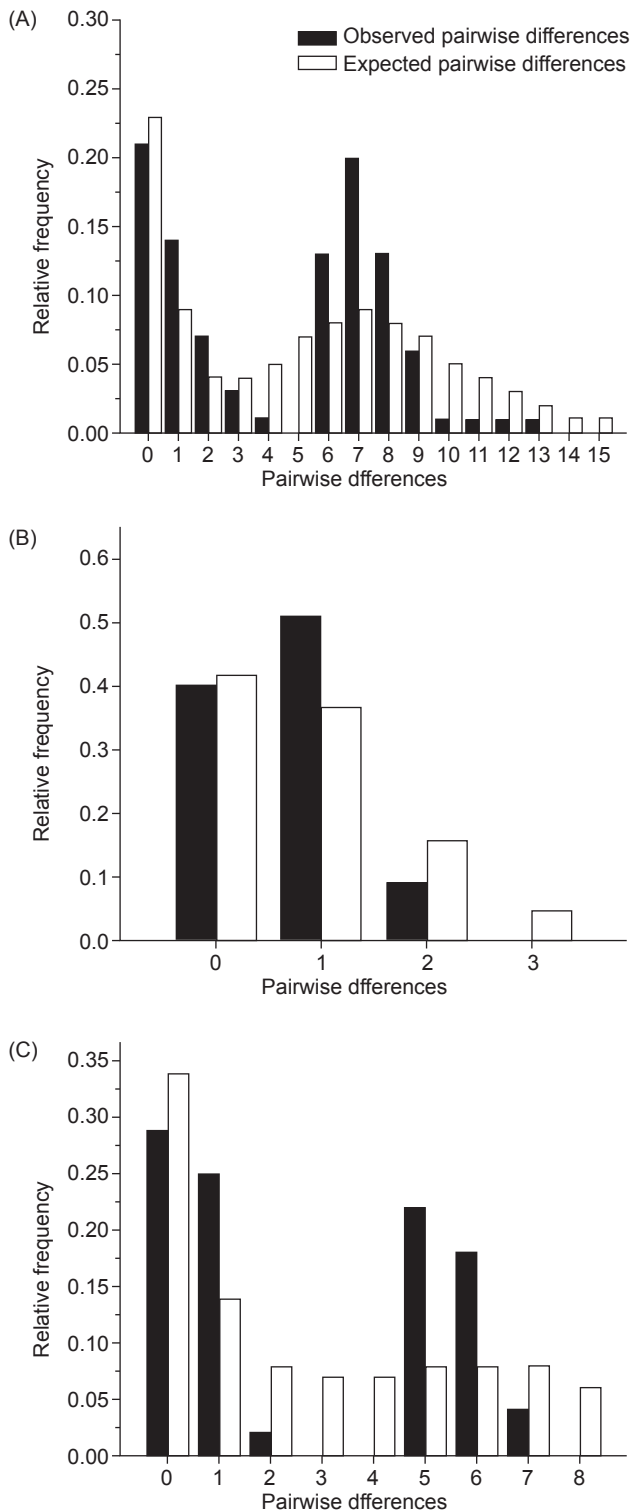 (A)
0.30
Observed pairwise differences
Expected pairwise differences
0.25
0.20
0.15
0.10
0.05
0.00
Relative frequency
0 1 2 3 4 5 6 7 8 9 10 11 12 13 14 15
Pairwise dfferences
(B)
0.6
0.5
0.4
0.3
0.2
0.1
0.0
Relative frequency
0 1 2 3
Pairwise dfferences
(C)
0.35
0.30
0.25
0.20
0.15
0.10
0.05
0.00
Relative frequency
0 1 2 3 4 5 6 7 8
Pairwise dfferences